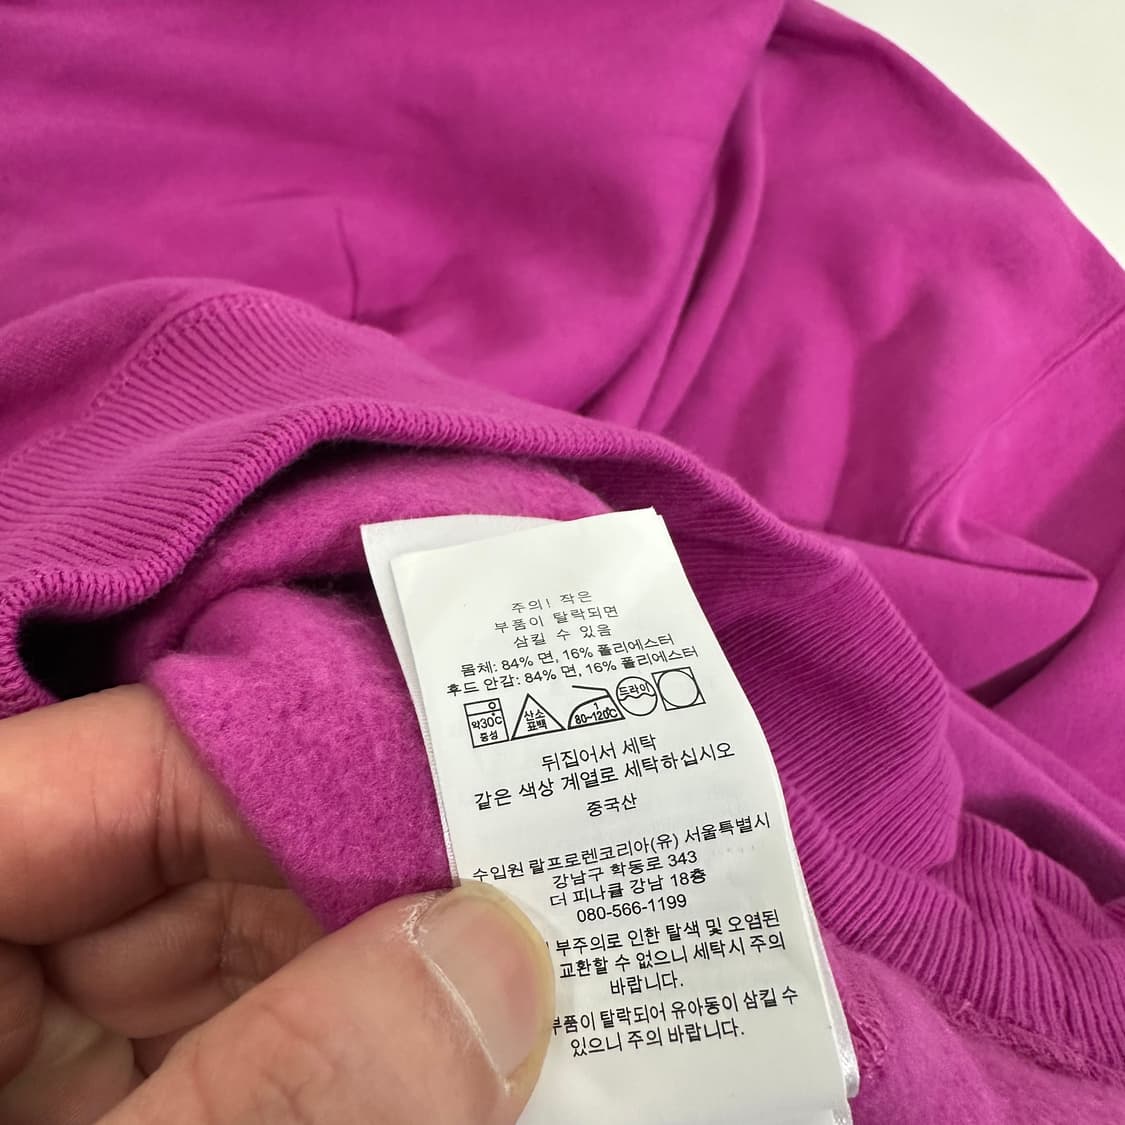 주의! 작은
부품이 탈락되면
삼킬 수 있음
몸체: 84% 면, 16% 폴리에스터
후드 안감: 84% 면, 16% 폴리에스터
약30℃ 중성 산소 표백 1 80~120℃ 드라이
뒤집어서 세탁
같은 색상 계열로 세탁하십시오
중국산
수입원 랄프로렌코리아(유) 서울특별시
강남구 학동로 343
더 피나클 강남 18층
080-566-1199
부주의로 인한 탈색 및 오염된
교환할 수 없으니 세탁시 주의
바랍니다.
부품이 탈락되어 유아동이 삼킬 수
있으니 주의 바랍니다.